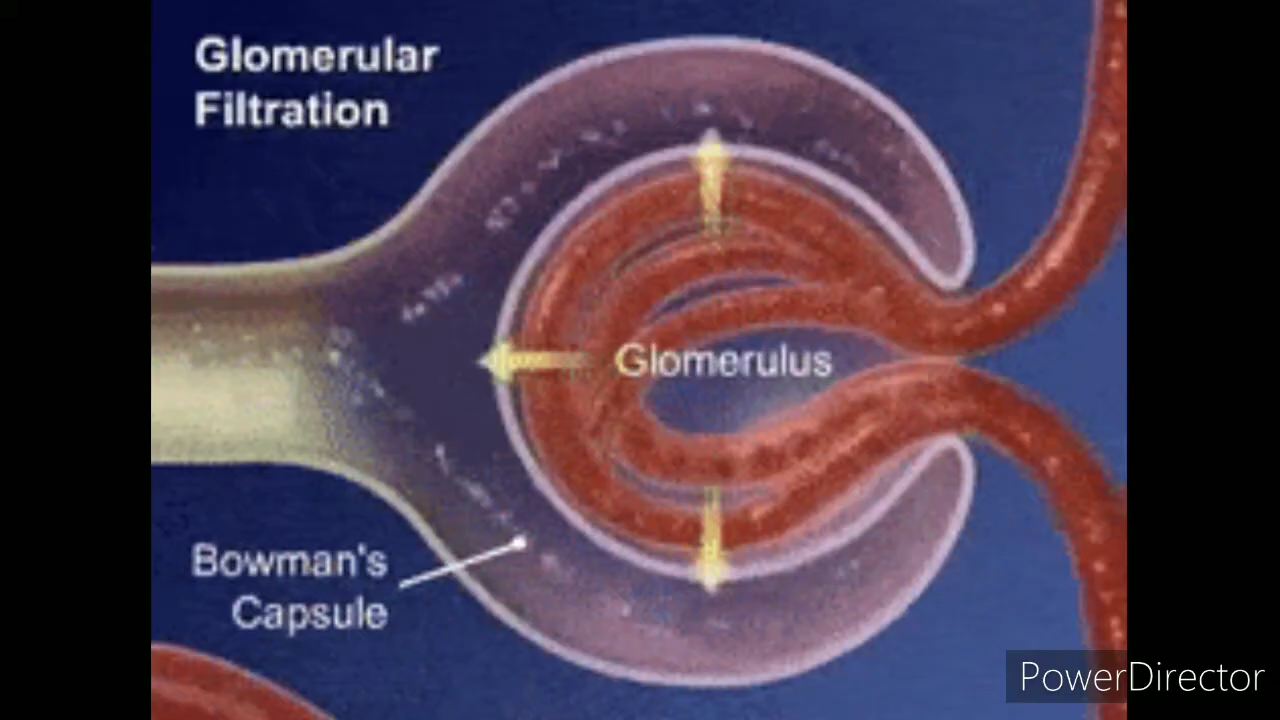 Glomerular
Filtration
Glomerulus
Bowman's
Capsule
PowerDirector